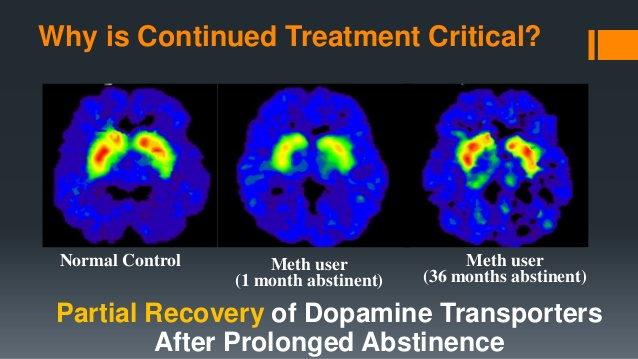 Why is Continued Treatment Critical?
Normal Control
Meth user
(1 month abstinent)
Meth user
(36 months abstinent)
Partial Recovery of Dopamine Transporters
After Prolonged Abstinence